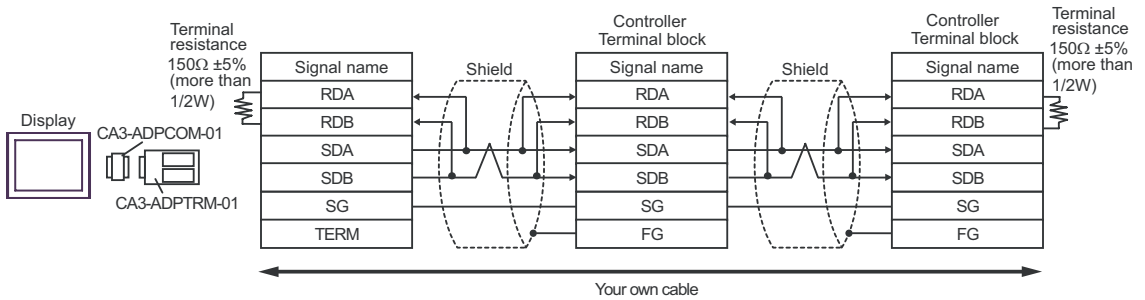 Terminal
resistance
150Ω ±5%
(more than
1/2W)
Controller
Terminal block
Controller
Terminal block
Terminal
resistance
150Ω ±5%
(more than
1/2W)
Signal name
Shield
Signal name
Shield
Signal name
RDA
RDA
RDA
RDB
RDB
RDB
SDA
SDA
SDA
SDB
SDB
SDB
SG
SG
SG
TERM
FG
FG
Display
CA3-ADPCOM-01
CA3-ADPTRM-01
Your own cable